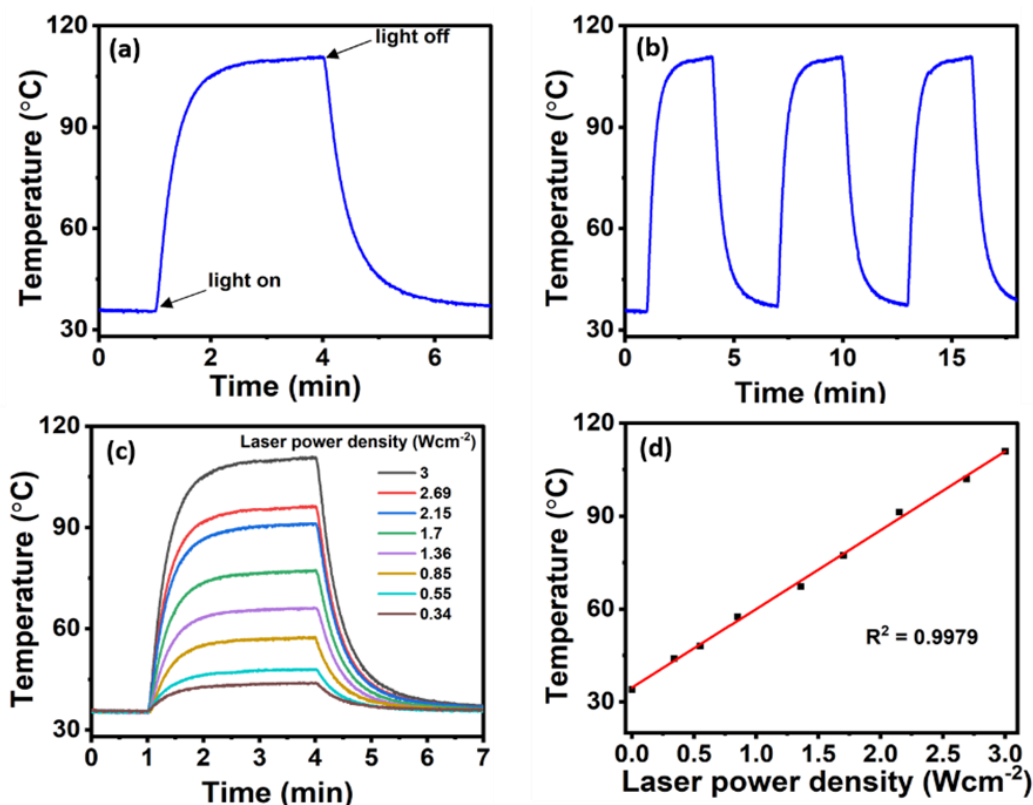 (a)
light off
light on
120
90
60
30
Temperature (°C)
0 2 4 6
Time (min)
(b)
120
90
60
30
Temperature (°C)
0 5 10 15
Time (min)
(c)
Laser power density (Wcm-2)
3
2.69
2.15
1.7
1.36
0.85
0.55
0.34
120
90
60
30
Temperature (°C)
0 1 2 3 4 5 6 7
Time (min)
(d)
R2 = 0.9979
120
90
60
30
Temperature (°C)
0.0 0.5 1.0 1.5 2.0 2.5 3.0
Laser power density (Wcm-2)